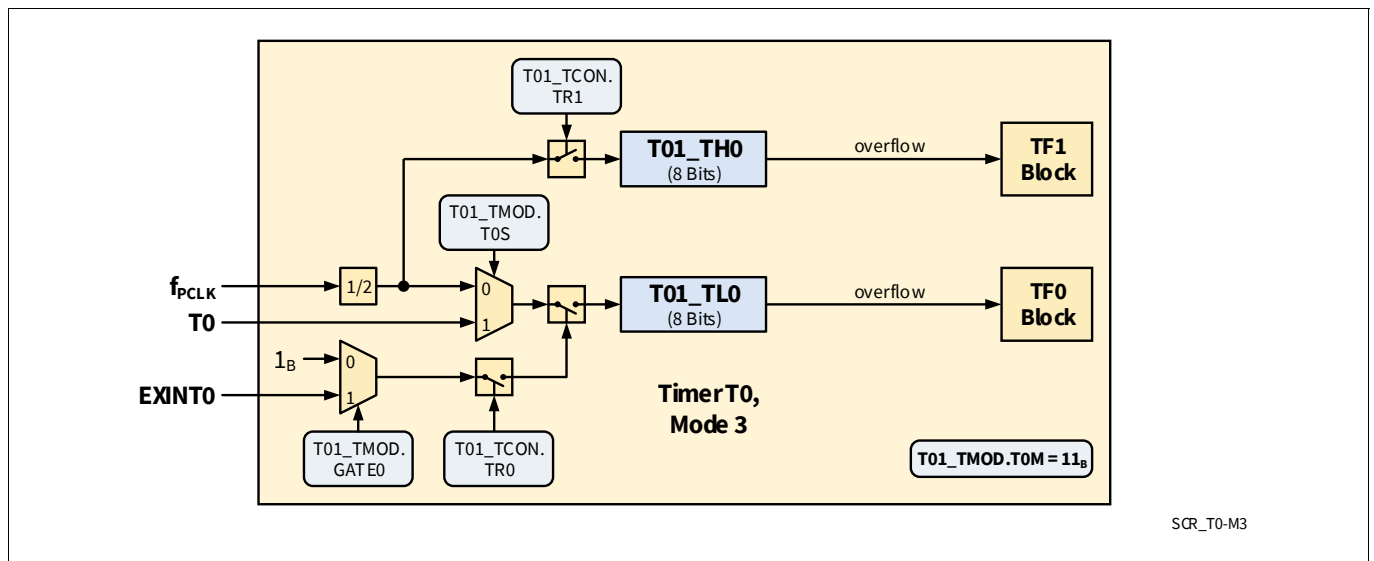 T01_TCON.
TR1
T01_TH0
(8 Bits)
overflow
TF1
Block
T01_TMOD.
T0S
fPCLK
1/2
0
1
T01_TL0
(8 Bits)
overflow
TF0
Block
T0
1B
0
1
EXINT0
Timer T0,
Mode 3
T01_TMOD.
GATE0
T01_TCON.
TR0
T01_TMOD.T0M = 11B
SCR_T0-M3